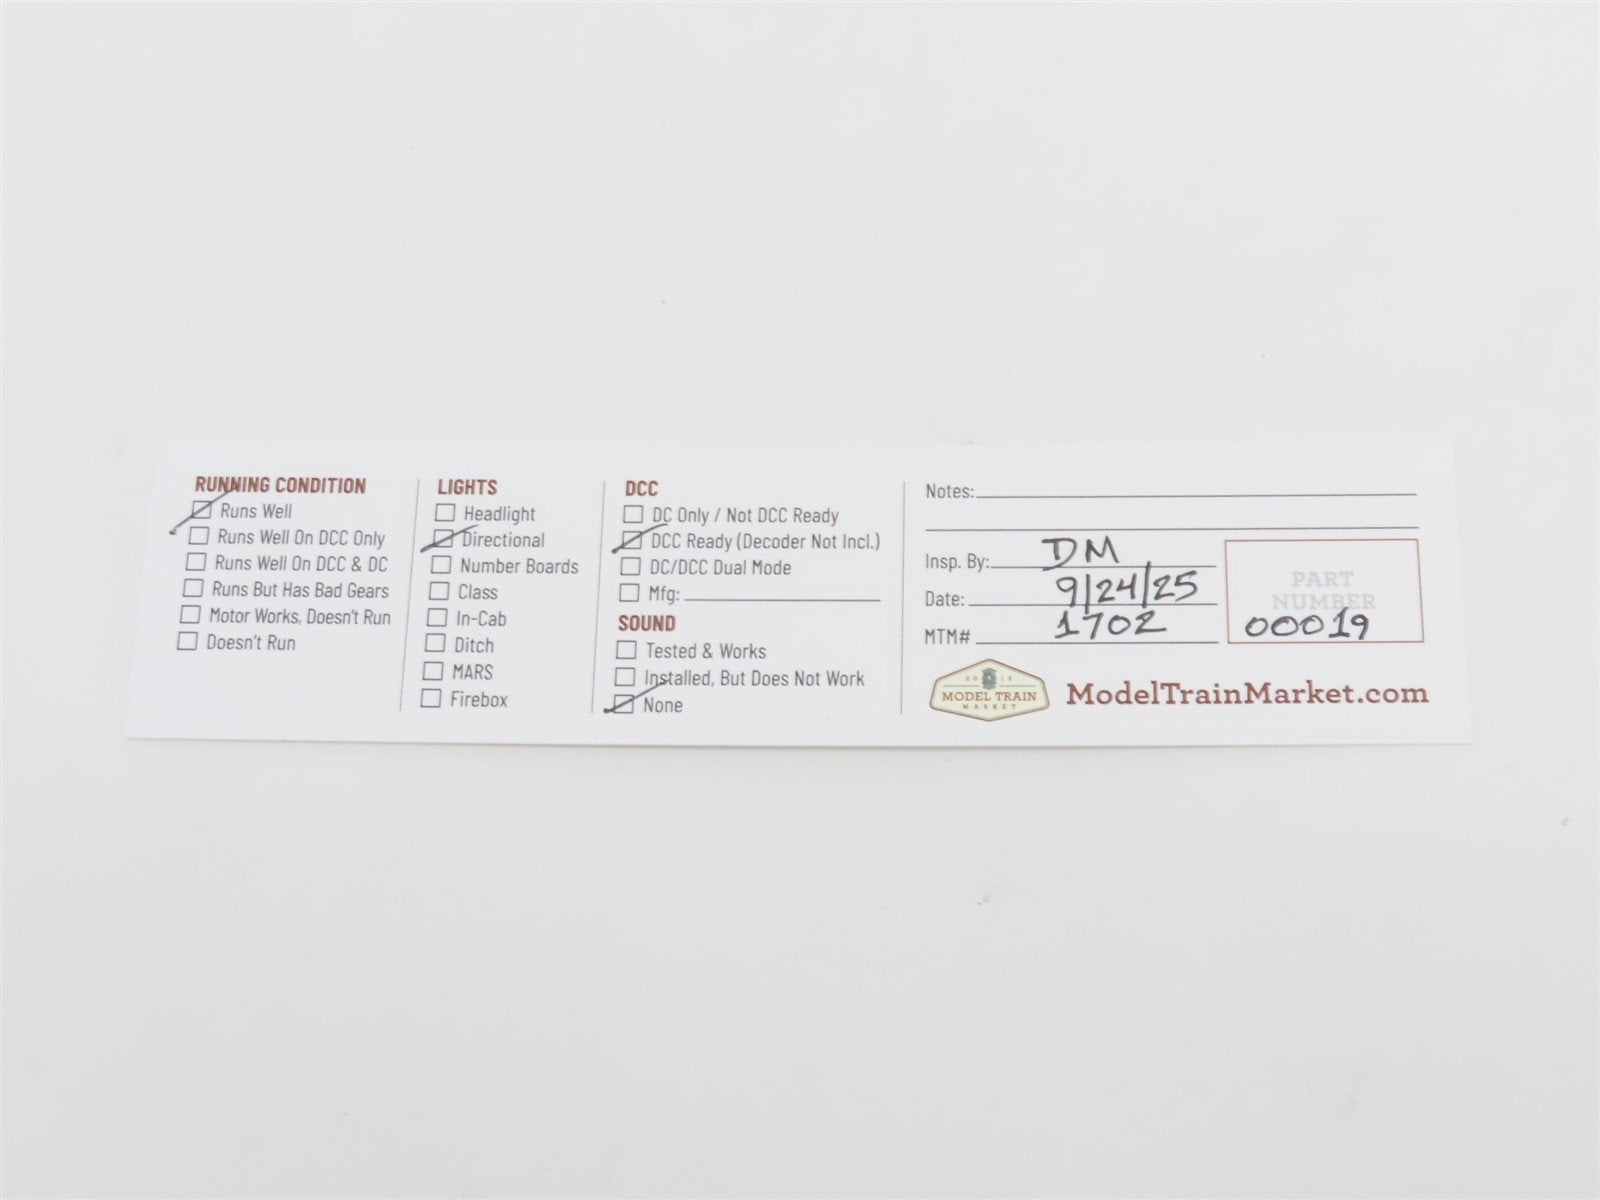 RUNNING CONDITION
Runs Well
Runs Well On DCC Only
Runs Well On DCC & DC
Runs But Has Bad Gears
Motor Works, Doesn't Run
Doesn't Run
LIGHTS
Headlight
Directional
Number Boards
Class
In-Cab
Ditch
MARS
Firebox
DCC
DC Only / Not DCC Ready
DCC Ready (Decoder Not Incl.)
DC/DCC Dual Mode
Mfg:
SOUND
Tested & Works
Installed, But Does Not Work
None
Notes:
Insp. By: DM
Date: 9/24/25
MTM# 1702
PART
NUMBER
00019
2015
MODEL TRAIN
MARKET
ModelTrainMarket.com